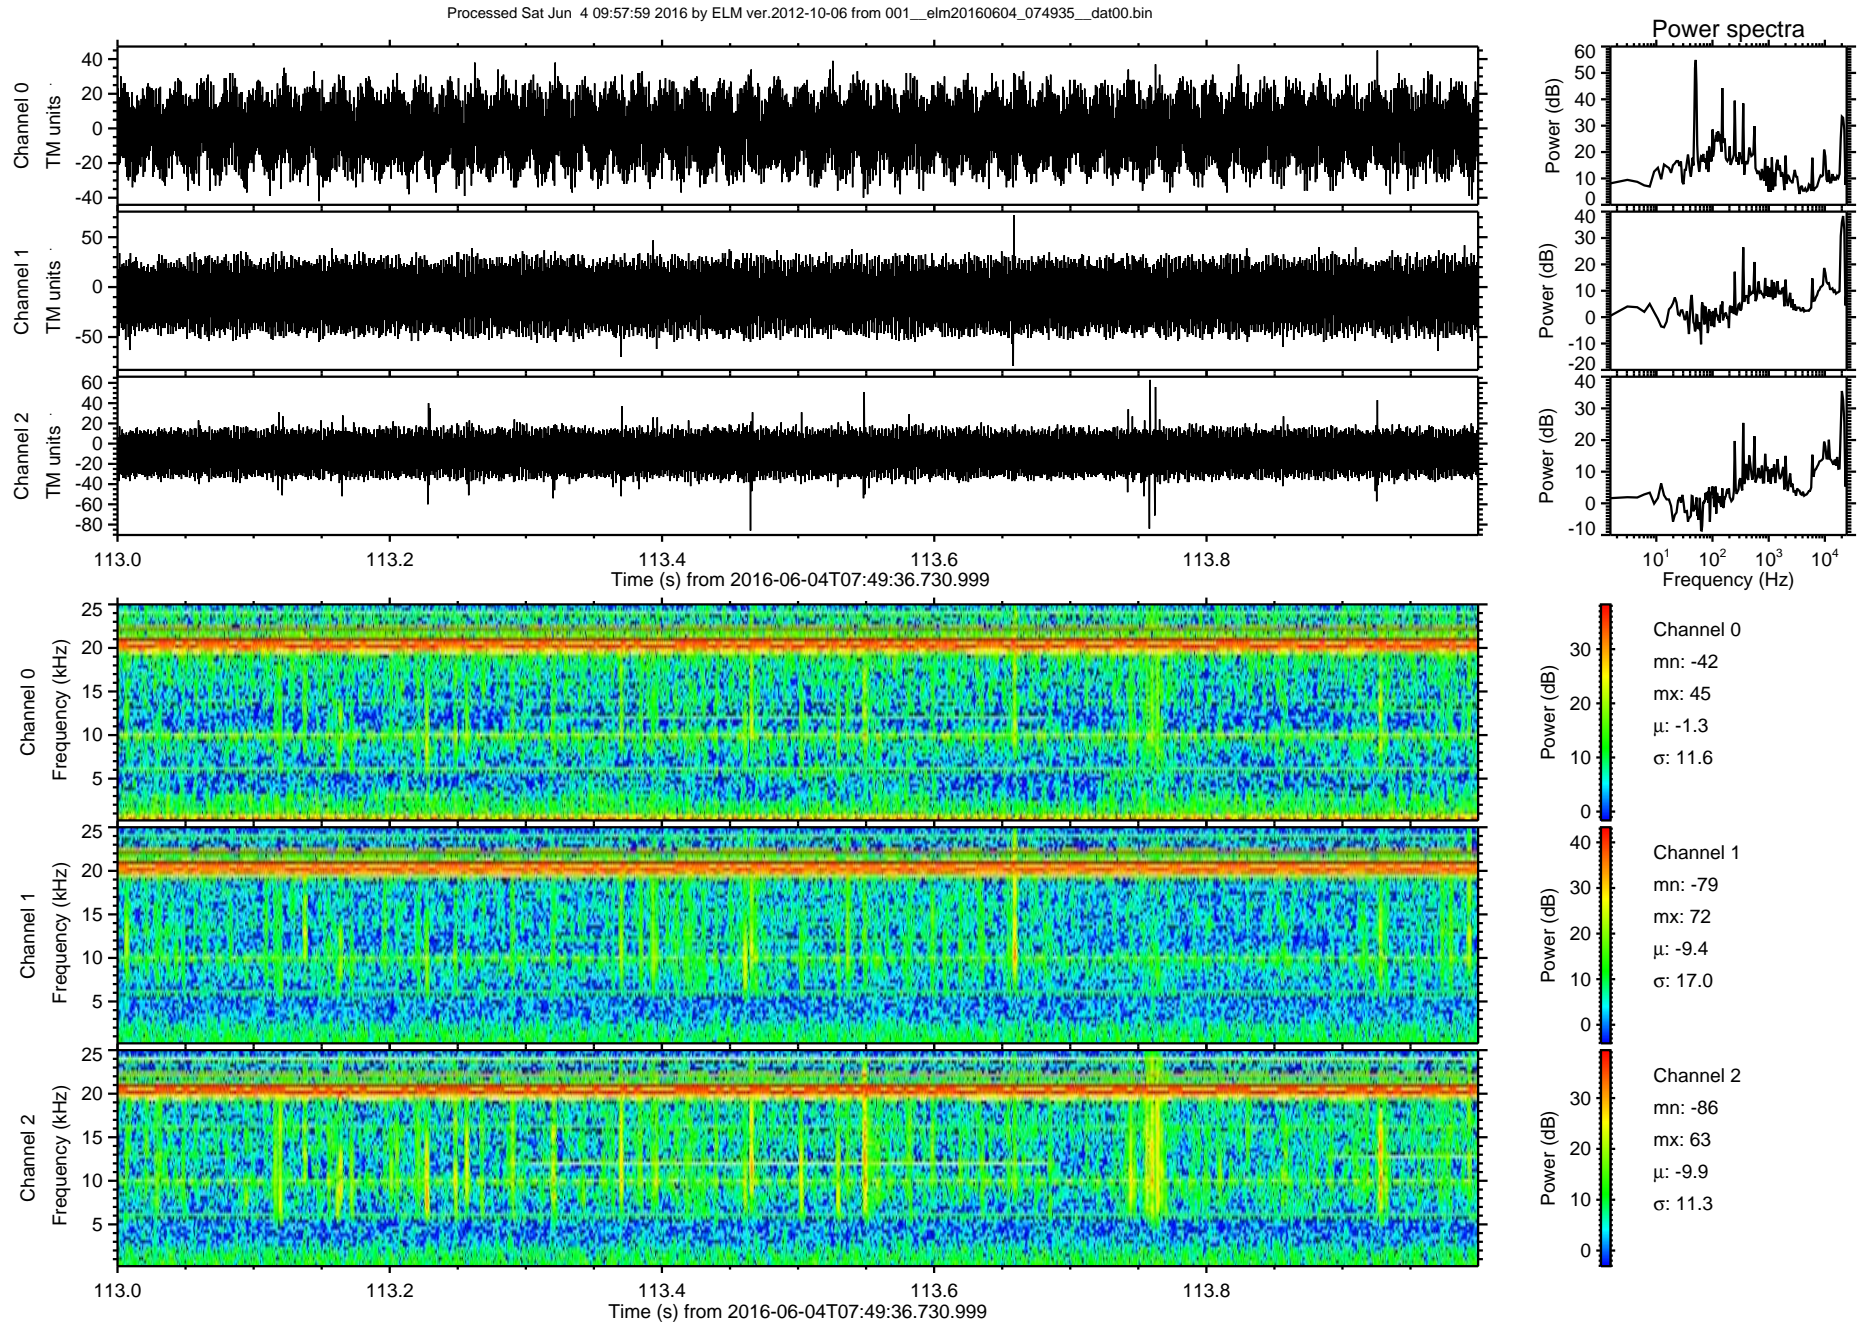 Processed Sat Jun 4 09:57:59 2016 by ELM ver.2012-10-06 from 001__elm20160604_074935__dat00.bin
Power spectra
Channel 0
TM units
40
20
0
-20
-40
Power (dB)
60
50
40
30
20
10
0
Channel 1
TM units
50
0
-50
Power (dB)
40
30
20
10
0
-10
-20
Channel 2
TM units
60
40
20
0
-20
-40
-60
-80
Power (dB)
40
30
20
10
0
-10
113.0 113.2 113.4 113.6 113.8
Time (s) from 2016-06-04T07:49:36.730.999
10¹ 10² 10³ 10⁴
Frequency (Hz)
Channel 0
Frequency (kHz)
25
20
15
10
5
Power (dB)
30
20
10
0
Channel 0
mn: -42
mx: 45
µ: -1.3
σ: 11.6
Channel 1
Frequency (kHz)
25
20
15
10
5
Power (dB)
40
30
20
10
0
Channel 1
mn: -79
mx: 72
µ: -9.4
σ: 17.0
Channel 2
Frequency (kHz)
25
20
15
10
5
Power (dB)
30
20
10
0
Channel 2
mn: -86
mx: 63
µ: -9.9
σ: 11.3
113.0 113.2 113.4 113.6 113.8
Time (s) from 2016-06-04T07:49:36.730.999